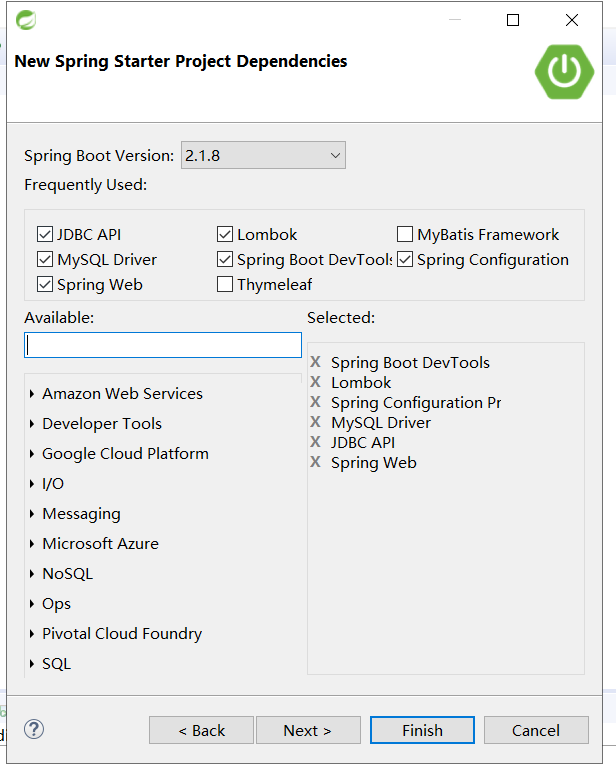 New Spring Starter Project Dependencies
Spring Boot Version: 2.1.8
Frequently Used:
JDBC API Lombok MyBatis Framework
MySQL Driver Spring Boot DevTools Spring Configuration
Spring Web Thymeleaf
Available: Selected:
X Spring Boot DevTools
X Lombok
X Spring Configuration Pr
X MySQL Driver
X JDBC API
X Spring Web
Amazon Web Services
Developer Tools
Google Cloud Platform
I/O
Messaging
Microsoft Azure
NoSQL
Ops
Pivotal Cloud Foundry
SQL
? < Back Next > Finish Cancel